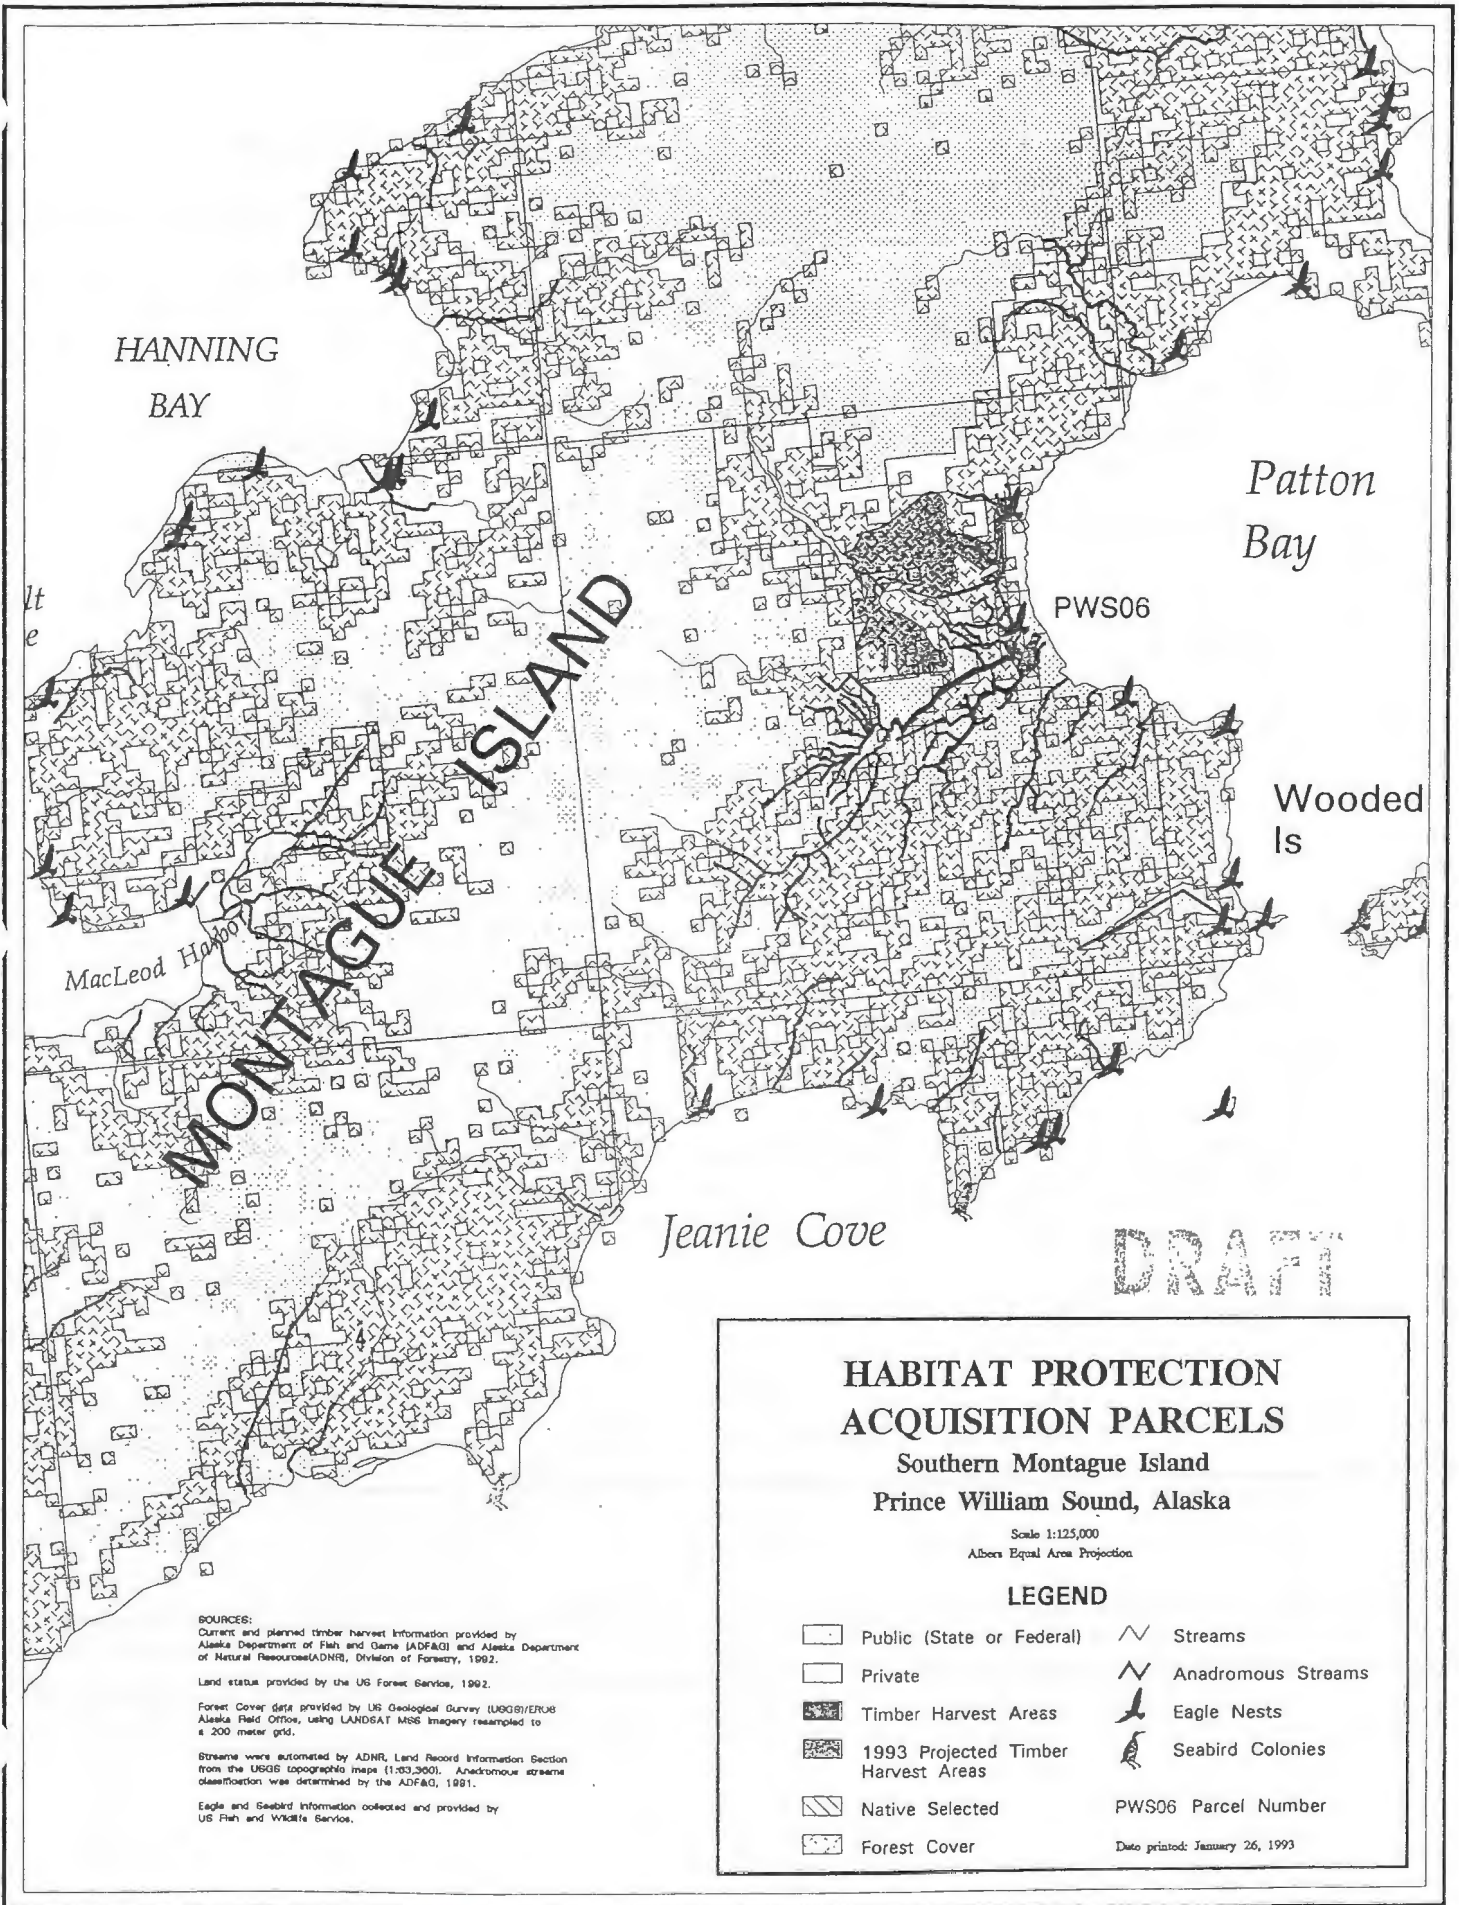 HANNING
BAY
Patton
Bay
lt
e
PWS06
MONTAGUE ISLAND
Wooded
Is
MacLeod Harbo
Jeanie Cove
DRAFT
HABITAT PROTECTION
ACQUISITION PARCELS
Southern Montague Island
Prince William Sound, Alaska
Scale 1:125,000
Albers Equal Area Projection
LEGEND
Public (State or Federal)
Streams
Private
Anadromous Streams
Timber Harvest Areas
Eagle Nests
1993 Projected Timber
Harvest Areas
Seabird Colonies
Native Selected
PWS06 Parcel Number
Forest Cover
Date printed: January 26, 1993
SOURCES:
Current and planned timber harvest information provided by
Alaska Department of Fish and Game (ADF&G) and Alaska Department
of Natural Resources(ADNR), Division of Forestry, 1992.
Land status provided by the US Forest Service, 1992.
Forest Cover data provided by US Geological Survey (USGS)/EROS
Alaska Field Office, using LANDSAT MSS imagery resampled to
a 200 meter grid.
Streams were automated by ADNR, Land Record Information Section
from the USGS topographic maps (1:63,360). Anadromous streams
classification was determined by the ADF&G, 1991.
Eagle and Seabird information collected and provided by
US Fish and Wildlife Service.